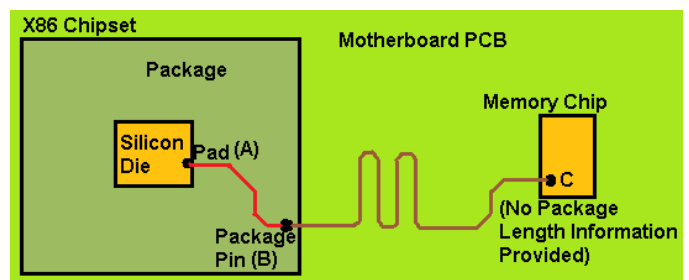 X86 Chipset
Motherboard PCB
Package
Memory Chip
Silicon
Die
Pad (A)
C
Package
Pin (B)
(No Package
Length Information
Provided)